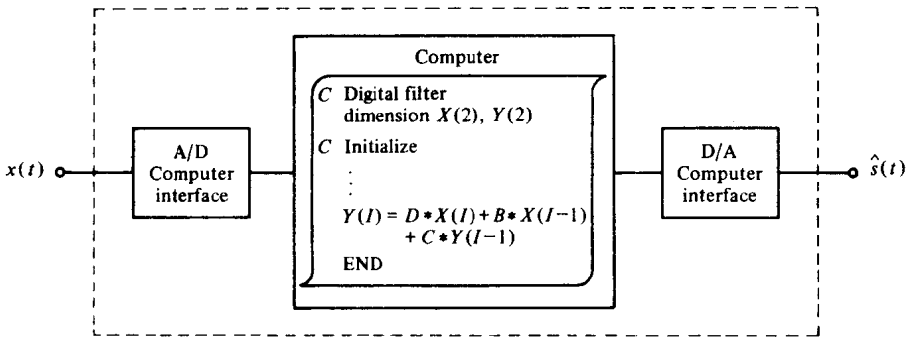 Computer
C Digital filter
dimension X(2), Y(2)
C Initialize
.
.
.
Y(I) = D*X(I) + B*X(I−1)
+ C*Y(I−1)
END
x(t)
A/D
Computer
interface
D/A
Computer
interface
ŝ(t)